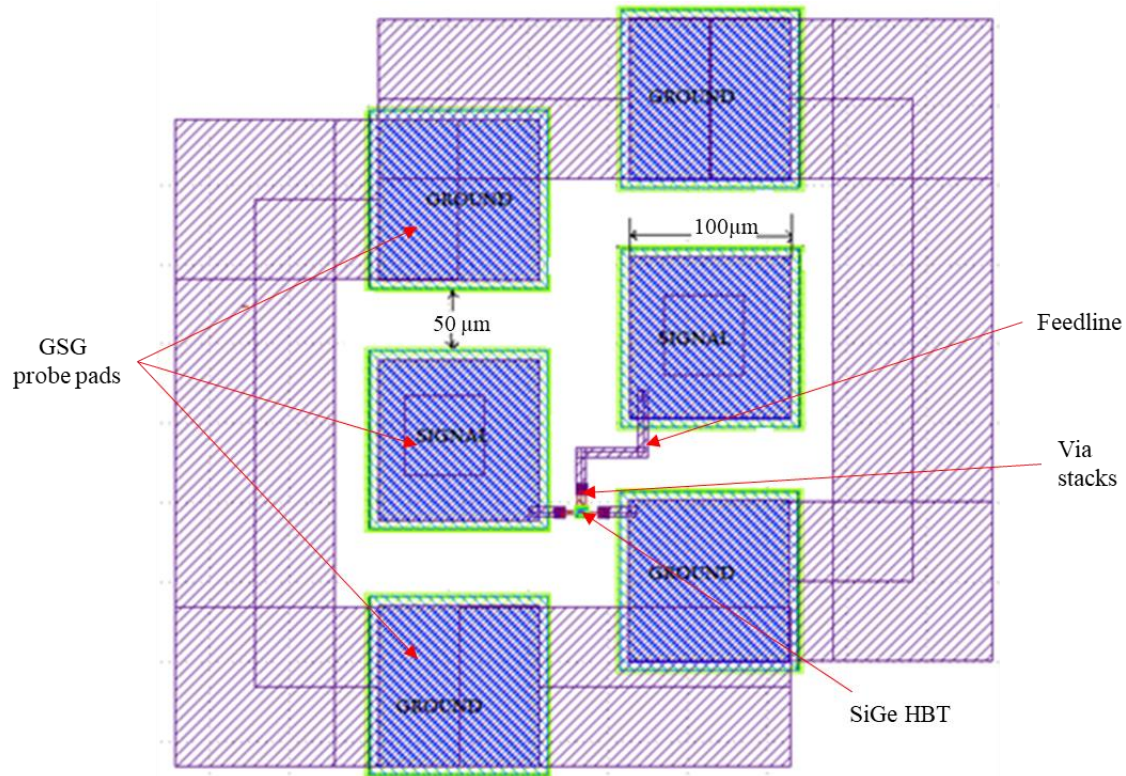 GROUND
GROUND
100µm
50 µm
SIGNAL
Feedline
GSG
probe pads
SIGNAL
Via
stacks
GROUND
GROUND
SiGe HBT